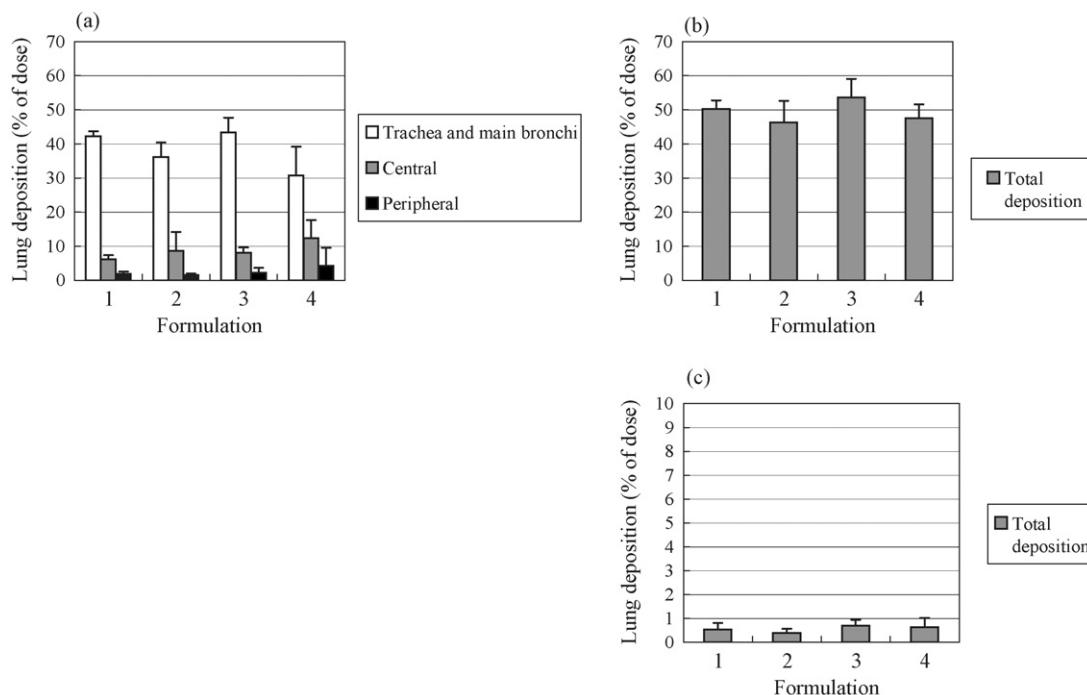 (a)
Lung deposition (% of dose)
70
60
50
40
30
20
10
0
1 2 3 4
Formulation
Trachea and main bronchi
Central
Peripheral
(b)
Lung deposition (% of dose)
70
60
50
40
30
20
10
0
1 2 3 4
Formulation
Total
deposition
(c)
Lung deposition (% of dose)
10
9
8
7
6
5
4
3
2
1
0
1 2 3 4
Formulation
Total
deposition